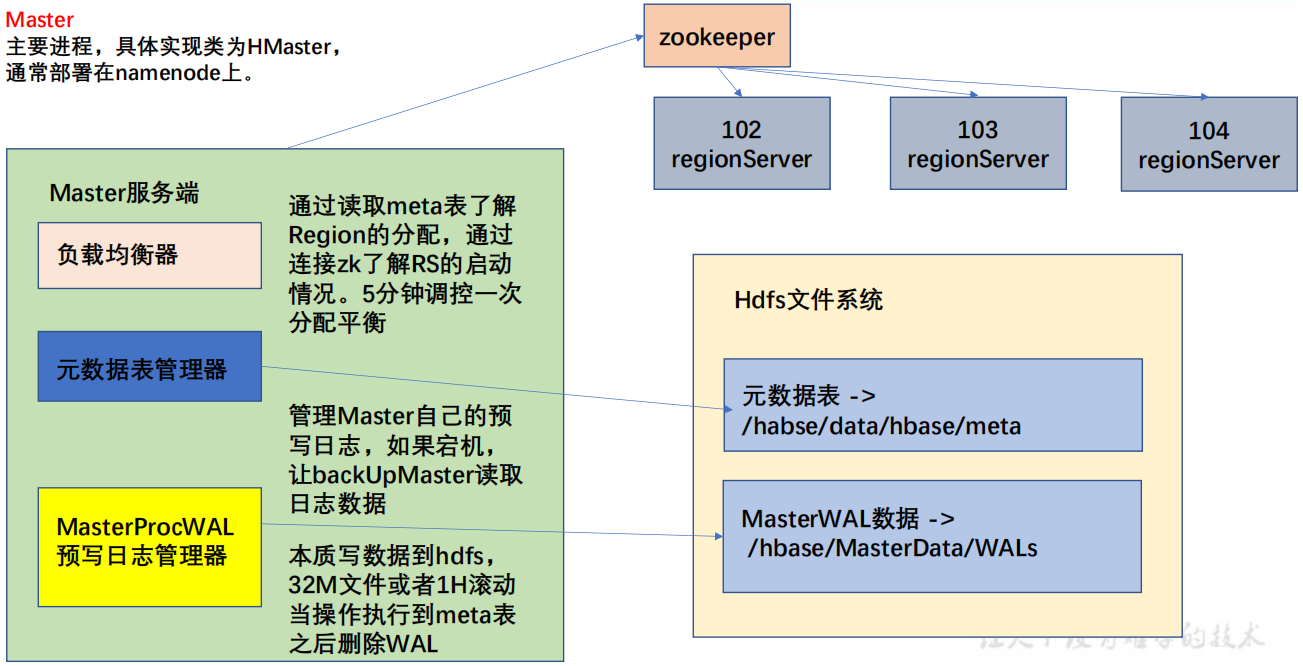 Master
主要进程，具体实现类为HMaster，
通常部署在namenode上。
zookeeper
102
regionServer
103
regionServer
104
regionServer
Master服务端
负载均衡器
通过读取meta表了解
Region的分配，通过
连接zk了解RS的启动
情况。5分钟调控一次
分配平衡
元数据表管理器
管理Master自己的预
写日志，如果宕机，
让backUpMaster读取
日志数据
MasterProcWAL
预写日志管理器
本质写数据到hdfs，
32M文件或者1H滚动
当操作执行到meta表
之后删除WAL
Hdfs文件系统
元数据表 ->
/habse/data/hbase/meta
MasterWAL数据 ->
/hbase/MasterData/WALs
的技术